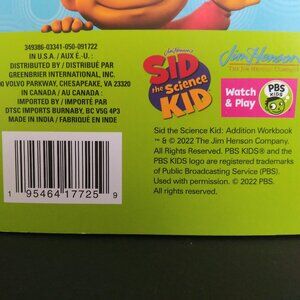 349386-03341-050-091722
IN U.S.A. / AUX É.-U. :
DISTRIBUTED BY / DISTRIBUÉ PAR
GREENBRIER INTERNATIONAL, INC.
VOLVO PARKWAY, CHESAPEAKE, VA 23320
IN CANADA / AU CANADA :
IMPORTED BY / IMPORTÉ PAR
DTSC IMPORTS BURNABY, BC V5G 4P3
MADE IN INDIA / FABRIQUÉ EN INDE
1 95464 17725 9
Jim Henson's
SID
the Science
KID
Jim Henson
THE JIM HENSON COMPANY
Watch
& Play
PBS
KIDS
Sid the Science Kid: Addition Workbook
™ & © 2022 The Jim Henson Company.
All Rights Reserved. PBS KIDS® and the
PBS KIDS logo are registered trademarks
of Public Broadcasting Service (PBS).
Used with permission. © 2022 PBS.
All rights reserved.